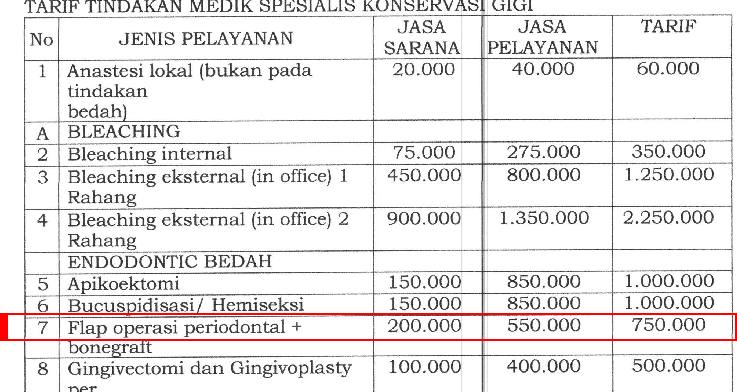 TARIF TINDAKAN MEDIK SPESIALIS KONSERVASI GIGI
No JENIS PELAYANAN JASA SARANA JASA PELAYANAN TARIF
1 Anastesi lokal (bukan pada 20.000 40.000 60.000
tindakan
bedah)
A BLEACHING
2 Bleaching internal 75.000 275.000 350.000
3 Bleaching eksternal (in office) 1 450.000 800.000 1.250.000
Rahang
4 Bleaching eksternal (in office) 2 900.000 1.350.000 2.250.000
Rahang
ENDODONTIC BEDAH
5 Apikoektomi 150.000 850.000 1.000.000
6 Bucuspidisasi/ Hemiseksi 150.000 850.000 1.000.000
7 Flap operasi periodontal + 200.000 550.000 750.000
bonegraft
8 Gingivectomi dan Gingivoplasty 100.000 400.000 500.000
per